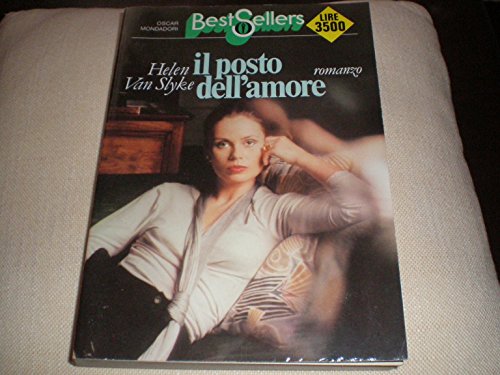 OSCAR
MONDADORI
BestSellers
LIRE
3500
Helen
Van Slyke
il posto
dell'amore
romanzo